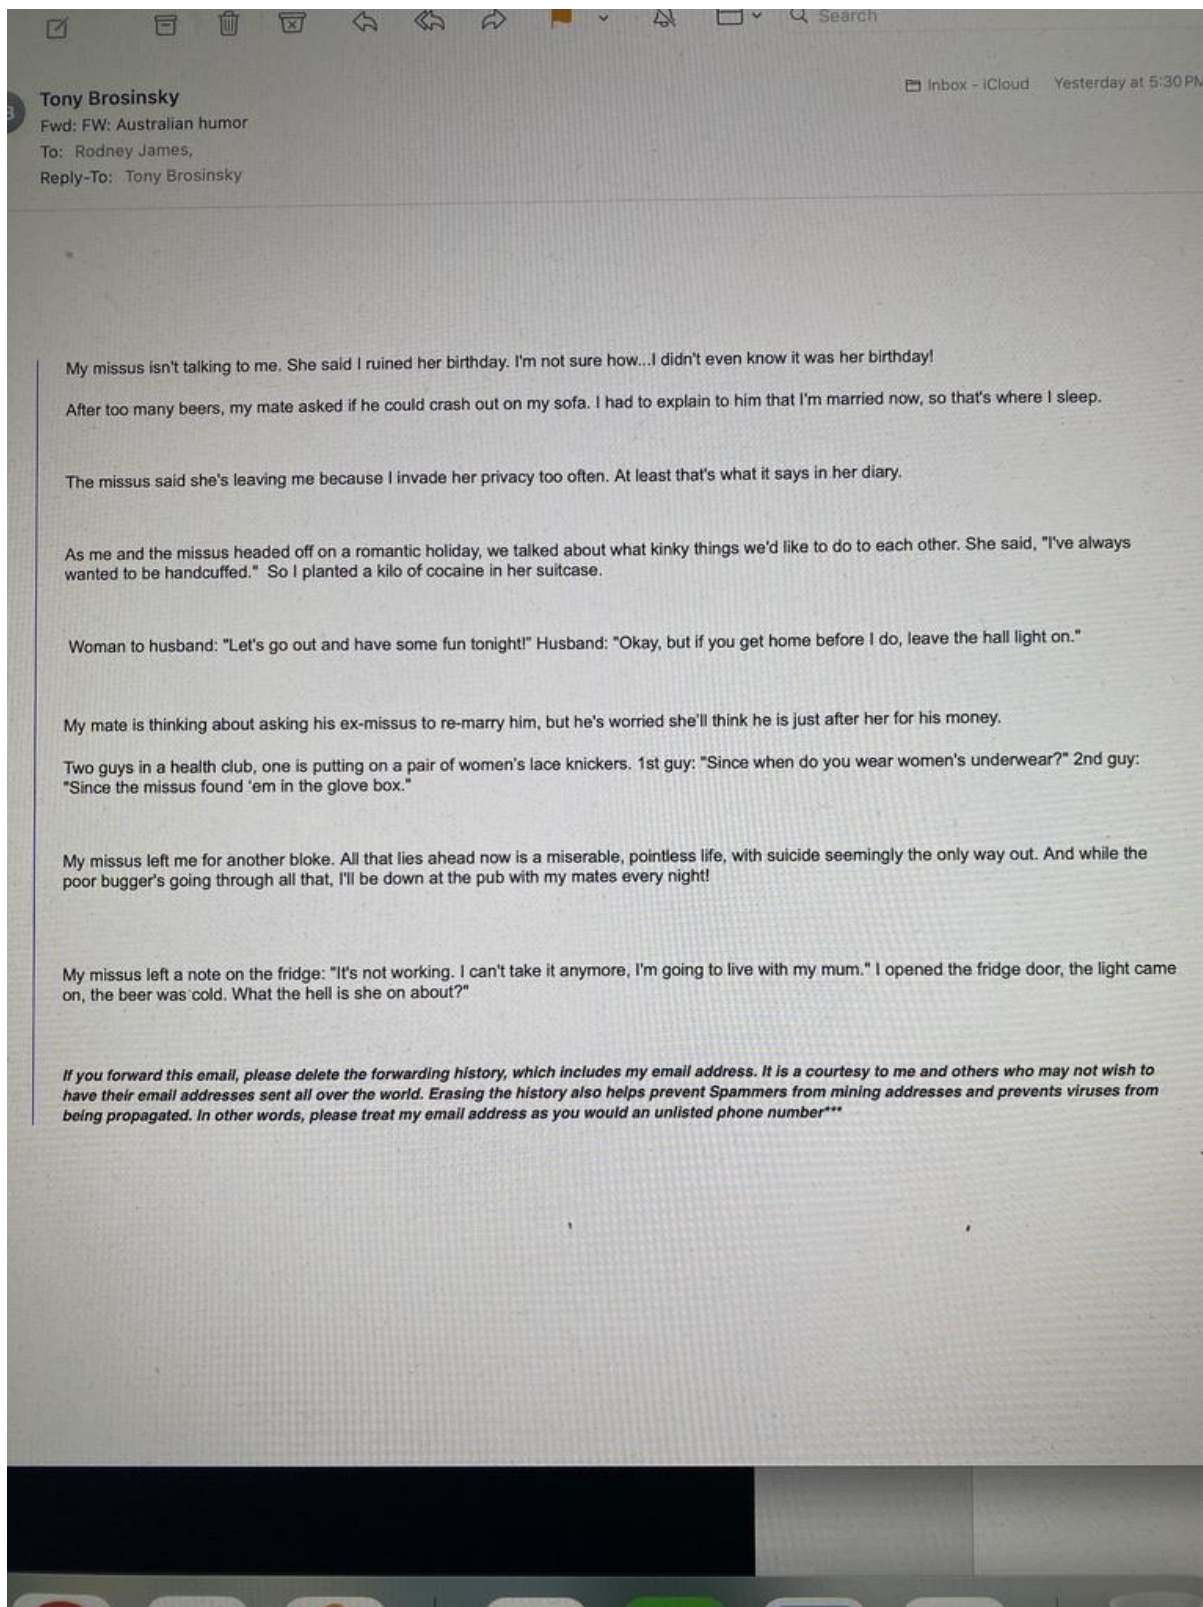 Search
Tony Brosinsky
Inbox - iCloud Yesterday at 5:30 PM
Fwd: FW: Australian humor
To: Rodney James,
Reply-To: Tony Brosinsky
My missus isn't talking to me. She said I ruined her birthday. I'm not sure how...I didn't even know it was her birthday!
After too many beers, my mate asked if he could crash out on my sofa. I had to explain to him that I'm married now, so that's where I sleep.
The missus said she's leaving me because I invade her privacy too often. At least that's what it says in her diary.
As me and the missus headed off on a romantic holiday, we talked about what kinky things we'd like to do to each other. She said, "I've always
wanted to be handcuffed." So I planted a kilo of cocaine in her suitcase.
Woman to husband: "Let's go out and have some fun tonight!" Husband: "Okay, but if you get home before I do, leave the hall light on."
My mate is thinking about asking his ex-missus to re-marry him, but he's worried she'll think he is just after her for his money.
Two guys in a health club, one is putting on a pair of women's lace knickers. 1st guy: "Since when do you wear women's underwear?" 2nd guy:
"Since the missus found 'em in the glove box."
My missus left me for another bloke. All that lies ahead now is a miserable, pointless life, with suicide seemingly the only way out. And while the
poor bugger's going through all that, I'll be down at the pub with my mates every night!
My missus left a note on the fridge: "It's not working. I can't take it anymore, I'm going to live with my mum." I opened the fridge door, the light came
on, the beer was cold. What the hell is she on about?"
If you forward this email, please delete the forwarding history, which includes my email address. It is a courtesy to me and others who may not wish to
have their email addresses sent all over the world. Erasing the history also helps prevent Spammers from mining addresses and prevents viruses from
being propagated. In other words, please treat my email address as you would an unlisted phone number***